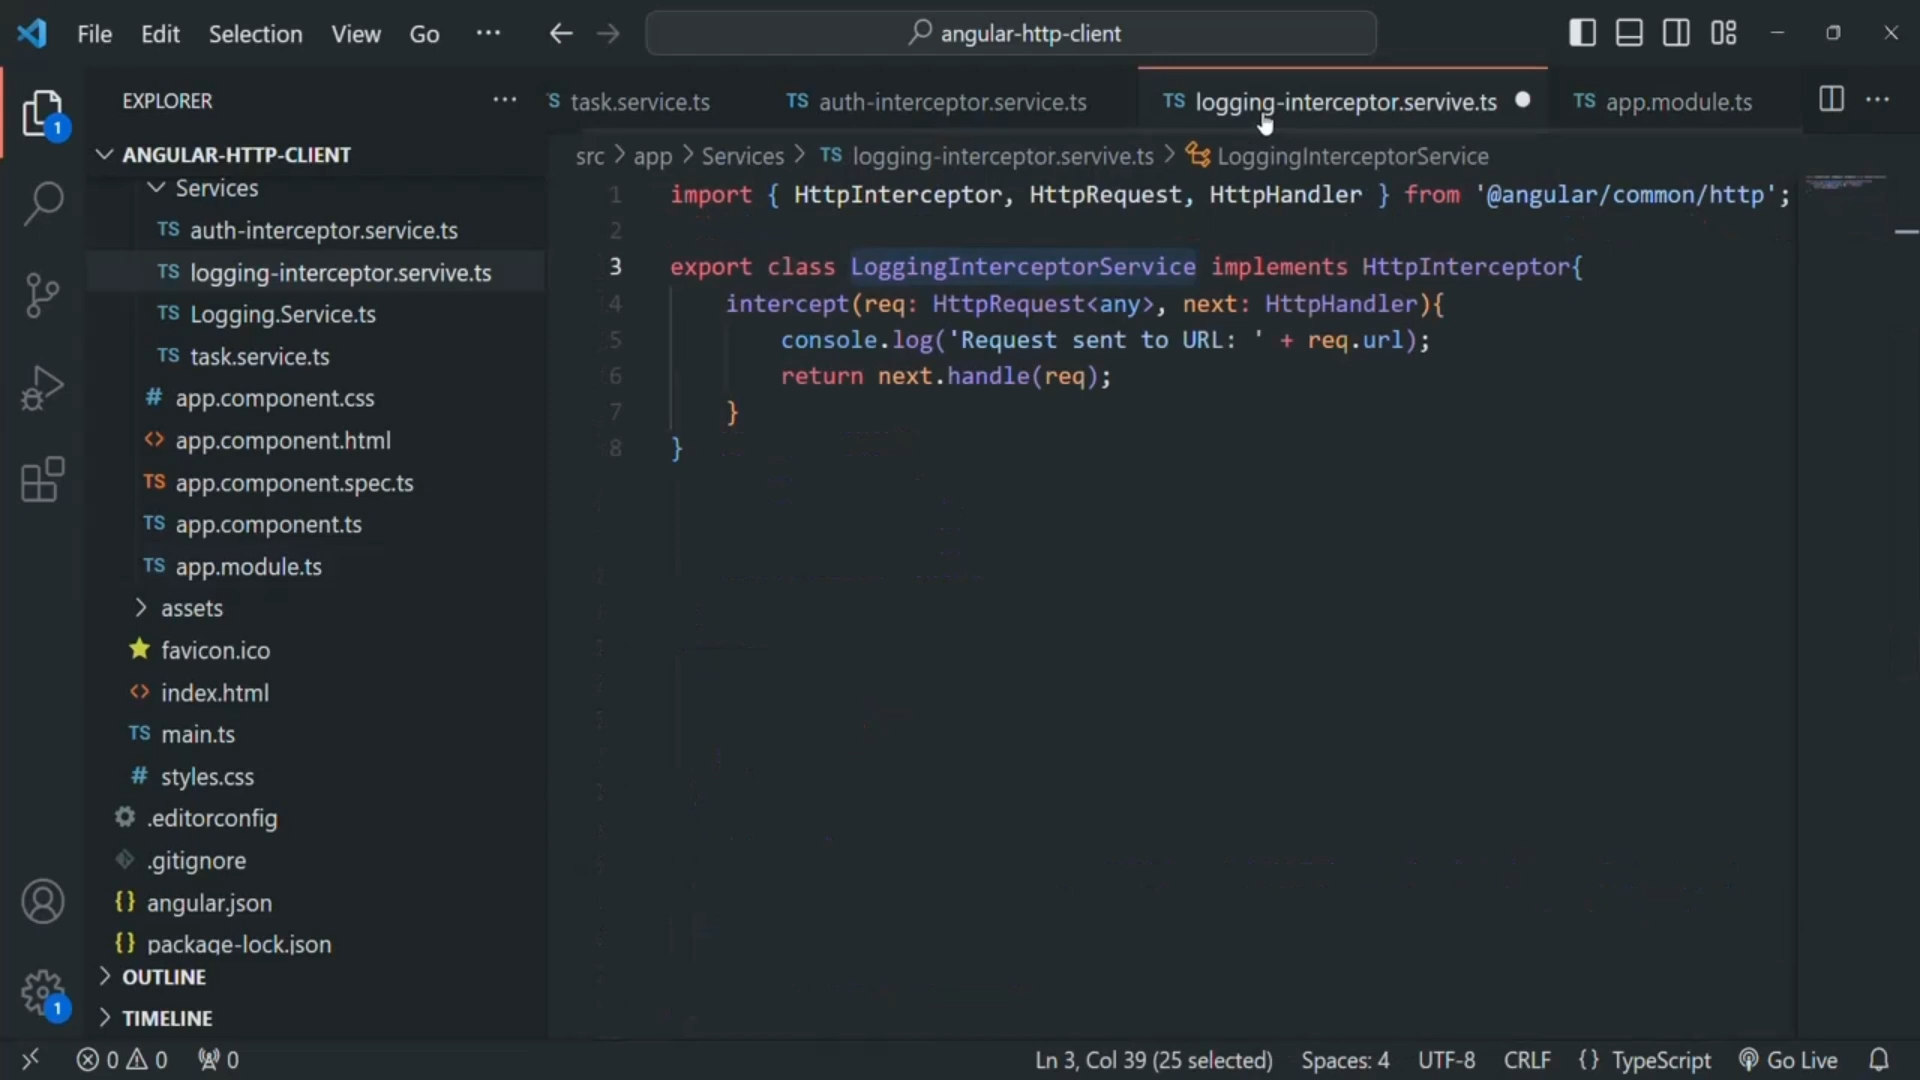 File Edit Selection View Go ··· angular-http-client
EXPLORER ···
1
ANGULAR-HTTP-CLIENT
Services
TS auth-interceptor.service.ts
TS logging-interceptor.servive.ts
TS Logging.Service.ts
TS task.service.ts
# app.component.css
<> app.component.html
TS app.component.spec.ts
TS app.component.ts
TS app.module.ts
assets
favicon.ico
<> index.html
TS main.ts
# styles.css
.editorconfig
.gitignore
{} angular.json
{} package-lock.json
OUTLINE
TIMELINE
1
TS task.service.ts TS auth-interceptor.service.ts TS logging-interceptor.servive.ts TS app.module.ts ···
src > app > Services > TS logging-interceptor.servive.ts > LoggingInterceptorService
1 import { HttpInterceptor, HttpRequest, HttpHandler } from '@angular/common/http';
2
3 export class LoggingInterceptorService implements HttpInterceptor{
4 intercept(req: HttpRequest<any>, next: HttpHandler){
5 console.log('Request sent to URL: ' + req.url);
6 return next.handle(req);
7 }
8 }
0 0 0 Ln 3, Col 39 (25 selected) Spaces: 4 UTF-8 CRLF {} TypeScript Go Live